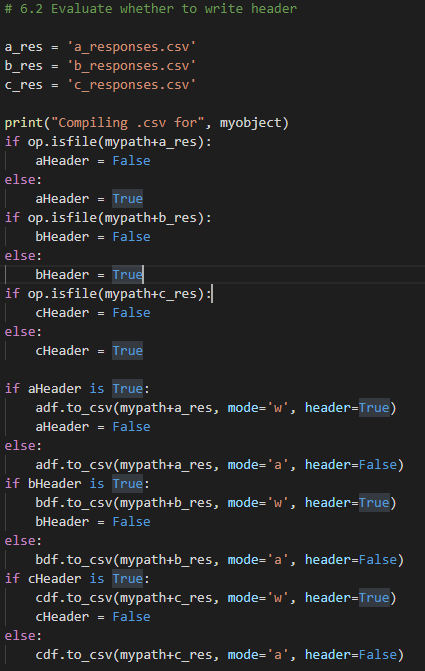 # 6.2 Evaluate whether to write header

a_res = 'a_responses.csv'
b_res = 'b_responses.csv'
c_res = 'c_responses.csv'

print("Compiling .csv for", myobject)
if op.isfile(mypath+a_res):
    aHeader = False
else:
    aHeader = True
if op.isfile(mypath+b_res):
    bHeader = False
else:
    bHeader = True
if op.isfile(mypath+c_res):
    cHeader = False
else:
    cHeader = True

if aHeader is True:
    adf.to_csv(mypath+a_res, mode='w', header=True)
    aHeader = False
else:
    adf.to_csv(mypath+a_res, mode='a', header=False)
if bHeader is True:
    bdf.to_csv(mypath+b_res, mode='w', header=True)
    bHeader = False
else:
    bdf.to_csv(mypath+b_res, mode='a', header=False)
if cHeader is True:
    cdf.to_csv(mypath+c_res, mode='w', header=True)
    cHeader = False
else:
    cdf.to_csv(mypath+c_res, mode='a', header=False)